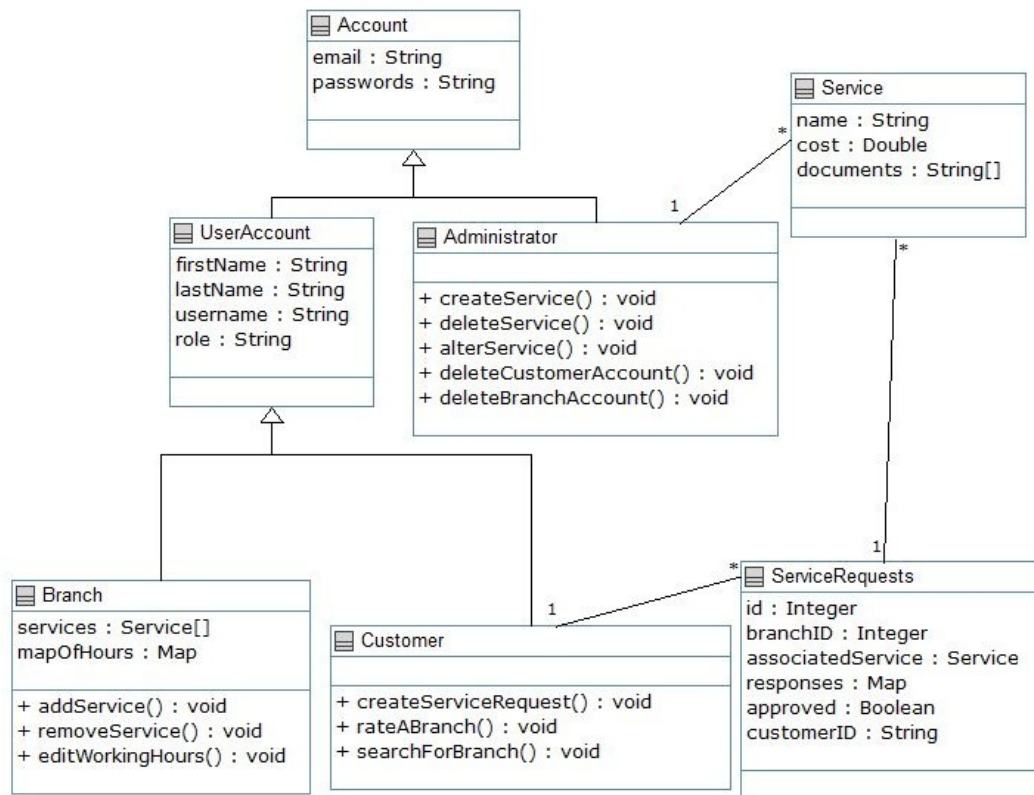 Account
email : String
passwords : String
Service
name : String
cost : Double
documents : String[]
*
1
UserAccount
firstName : String
lastName : String
username : String
role : String
Administrator
+ createService() : void
+ deleteService() : void
+ alterService() : void
+ deleteCustomerAccount() : void
+ deleteBranchAccount() : void
*
1
Branch
services : Service[]
mapOfHours : Map
+ addService() : void
+ removeService() : void
+ editWorkingHours() : void
1
*
Customer
+ createServiceRequest() : void
+ rateABranch() : void
+ searchForBranch() : void
ServiceRequests
id : Integer
branchID : Integer
associatedService : Service
responses : Map
approved : Boolean
customerID : String